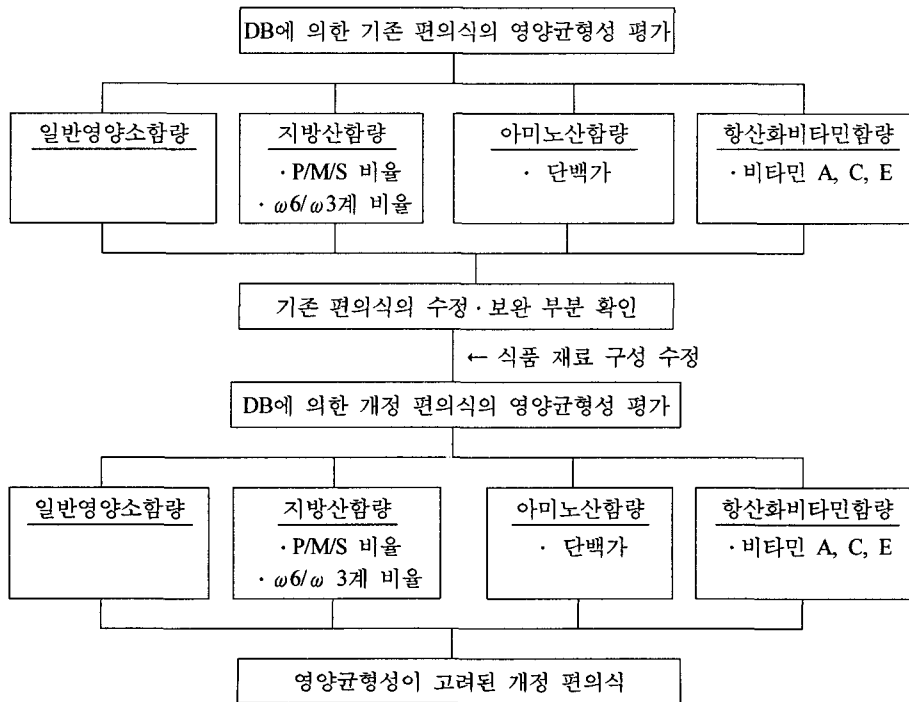 DB에 의한 기존 편의식의 영양균형성 평가
일반영양소함량
지방산함량
· P/M/S 비율
· ω6/ω3계 비율
아미노산함량
· 단백가
항산화비타민함량
· 비타민 A, C, E
기존 편의식의 수정 · 보완 부분 확인
← 식품 재료 구성 수정
DB에 의한 개정 편의식의 영양균형성 평가
일반영양소함량
지방산함량
· P/M/S 비율
· ω6/ω 3계 비율
아미노산함량
· 단백가
항산화비타민함량
· 비타민 A, C, E
영양균형성이 고려된 개정 편의식